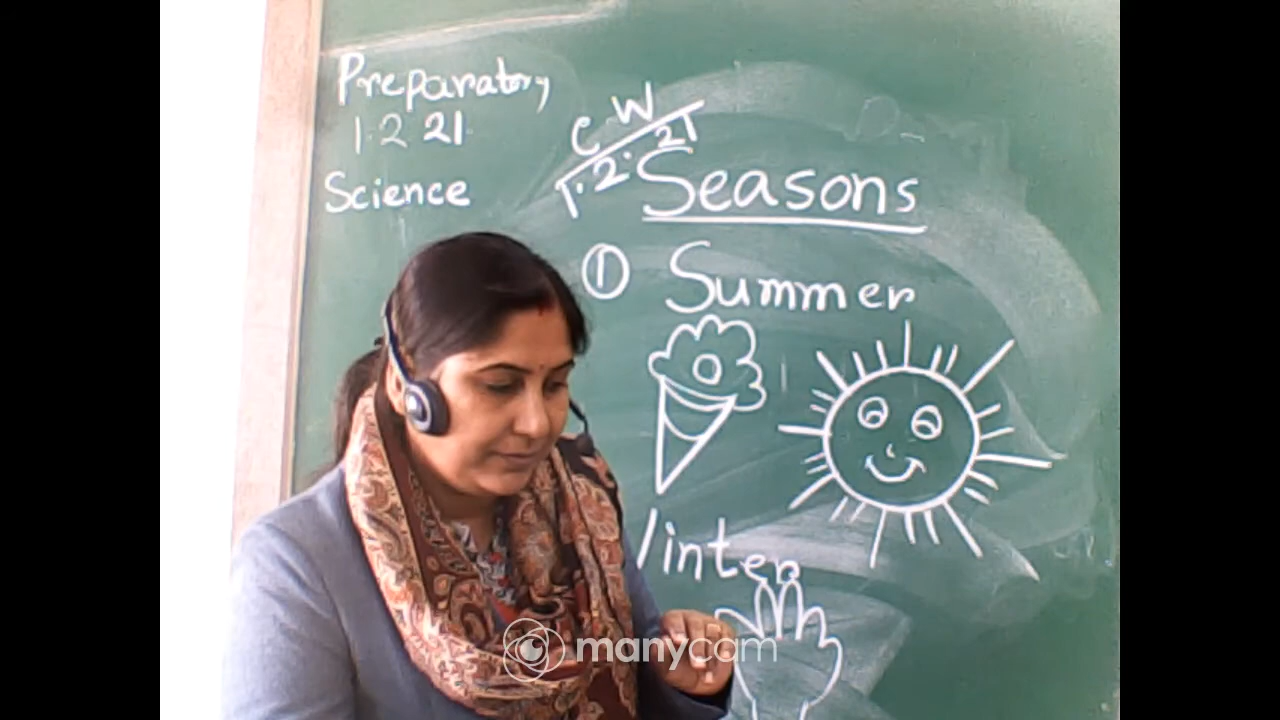 Preparatory
1.2 21.
Science
C W
1.2.21
Seasons
① Summer
inter
manycam